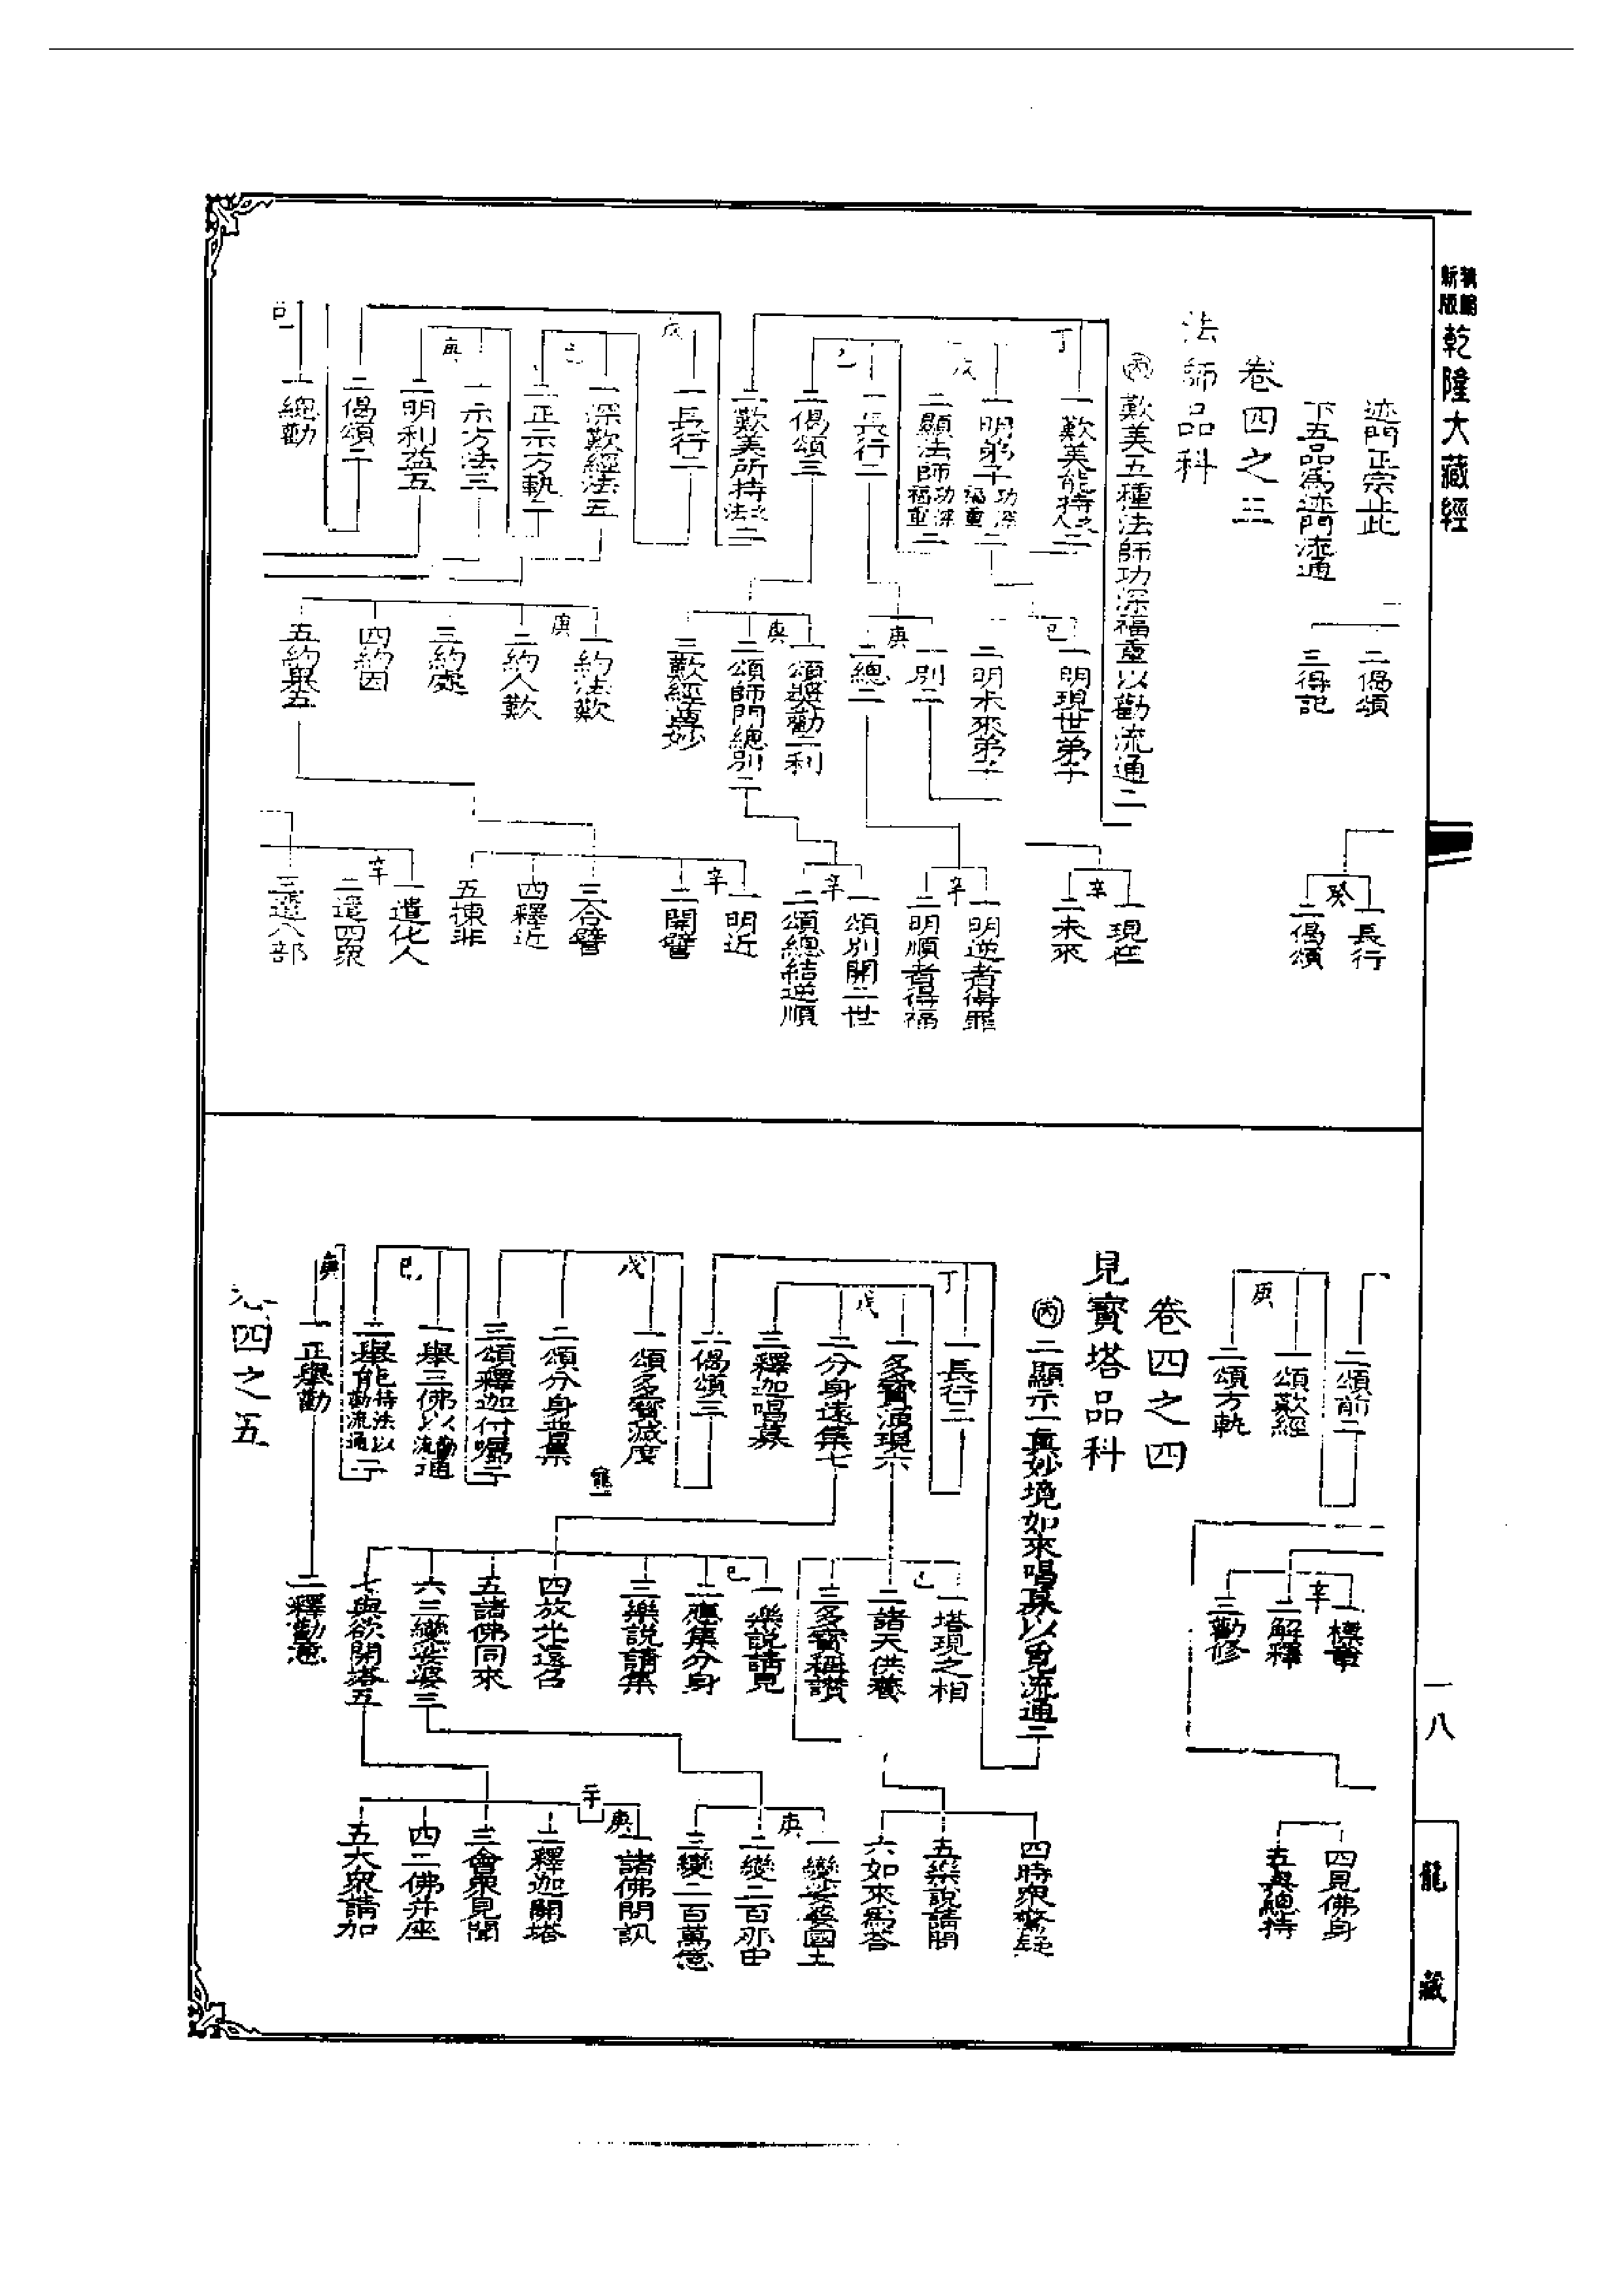 新版
乾隆大藏經
一八
龍藏
迹門正宗止此
二偈頌
一長行
癸
二偈頌
下五品為迹門流通
三得記
卷四之三
法師品科
丙
歎美五種法師功深福重以勸流通二
丁
一歎美能持之人二
戊
一明弟子功深福重二
己
一明現世弟子
二明未來弟子
辛
一現在
二未來
二顯法師功深福重二
己
一長行二
庚
一別二
辛
一明逆者得罪
二明順者得福
二總二
二偈頌三
庚
一頌獎勸二利
二頌師門總別二
辛
一頌別開二世
二頌總結逆順
三歎經尊妙
二歎美所持之法二
戊
一長行二
己
一深歎經法五
庚
一約法歎
二約人歎
三約處
四約因
五約果五
辛
一明近
二開譬
三合譬
四釋近
五揀非
二正示方軌二
庚
一示方法三
二明利益五
辛
一遣化人
二遣四眾
三遣八部
二偈頌二
己
一總勸
二頌前二
庚
一頌歎經
二頌方軌
辛
一標章
二解釋
三勸修
四見佛身
五與總持
卷四之四
見寶塔品科
丙
二顯示一真妙境如來唱募以覓流通二
丁
一長行三
戊
一多寶湧現六
己
一塔現之相
二諸天供養
三多寶稱讚
四時眾驚疑
五樂說請問
六如來為答
二分身遠集七
己
一樂說請見
二應集分身
三樂說請集
四放光遠召
五諸佛同來
六三變娑婆三
庚
一變娑婆國土
二變二百那由
三變二百萬億
七與欲開塔五
庚
一諸佛問訊
二釋迦開塔
三會眾見聞
四二佛并座
五大眾請加
三釋迦唱募
二偈頌三
戊
一頌多寶滅度
二頌分身普集
三頌釋迦付囑二
己
一舉三佛以勸流通
二舉能持法以勸流通二
庚
一正舉勸
二釋勸意
四之五